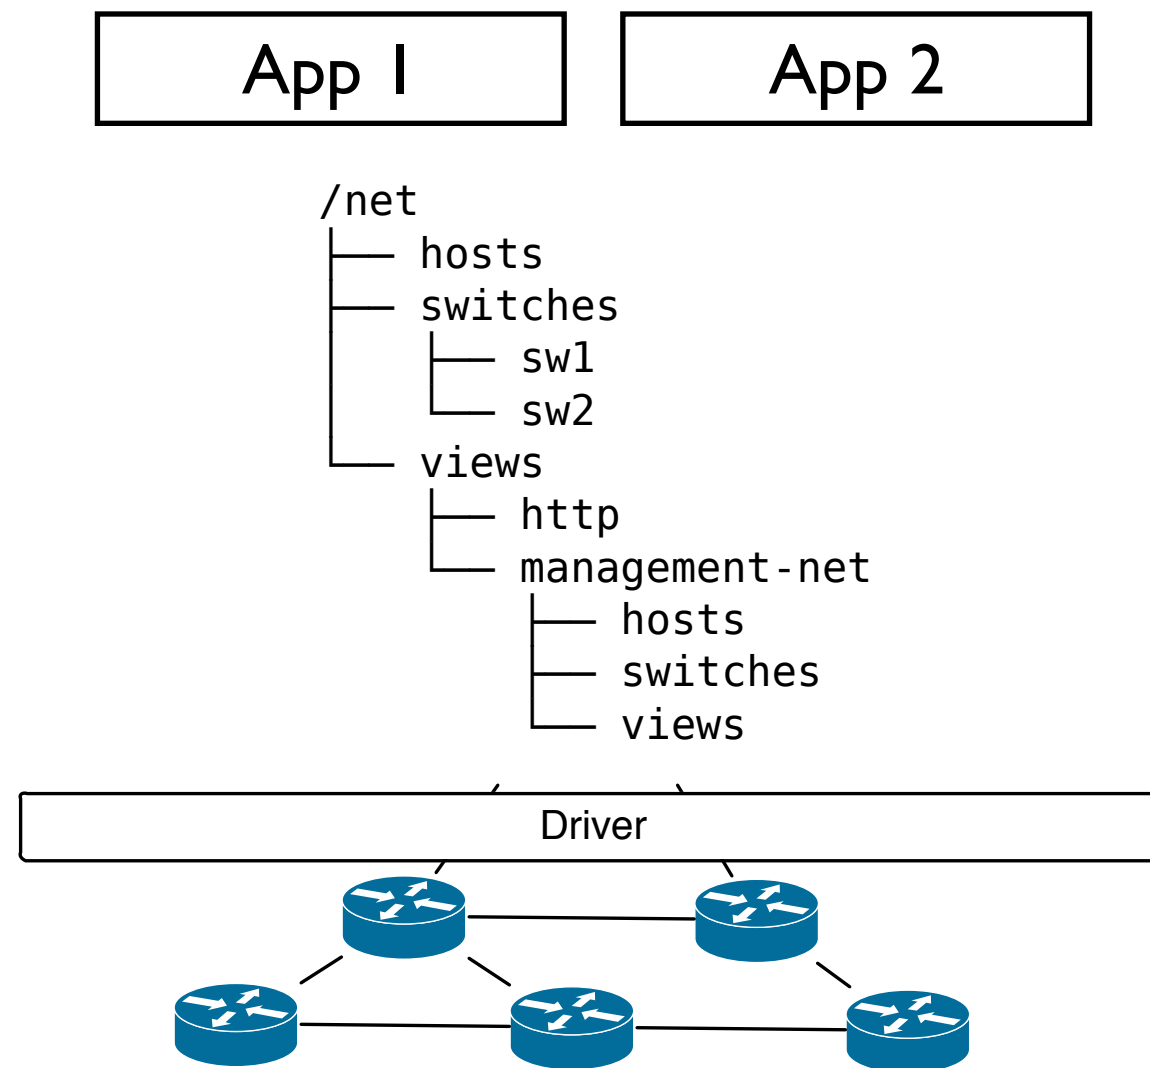 App 1 App 2
/net
├── hosts
├── switches
│   ├── sw1
│   └── sw2
└── views
    ├── http
    └── management-net
        ├── hosts
        ├── switches
        └── views
Driver